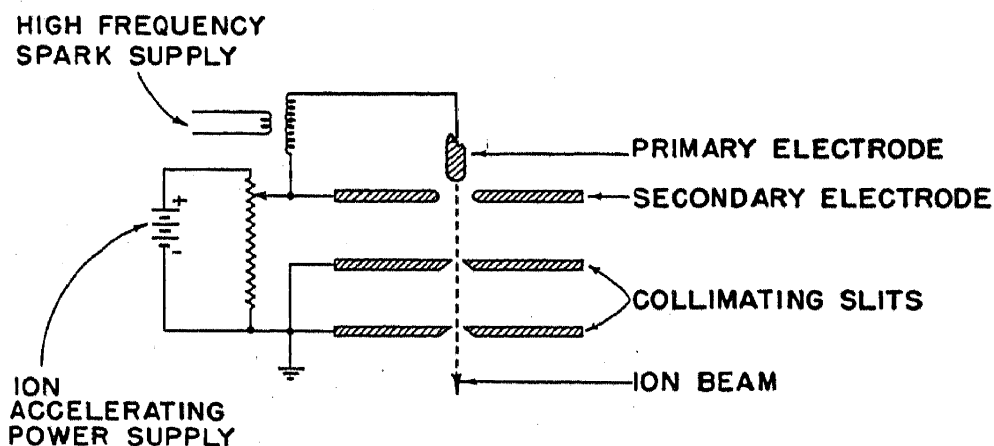 HIGH FREQUENCY
SPARK SUPPLY
PRIMARY ELECTRODE
SECONDARY ELECTRODE
+
-
COLLIMATING SLITS
ION BEAM
ION
ACCELERATING
POWER SUPPLY